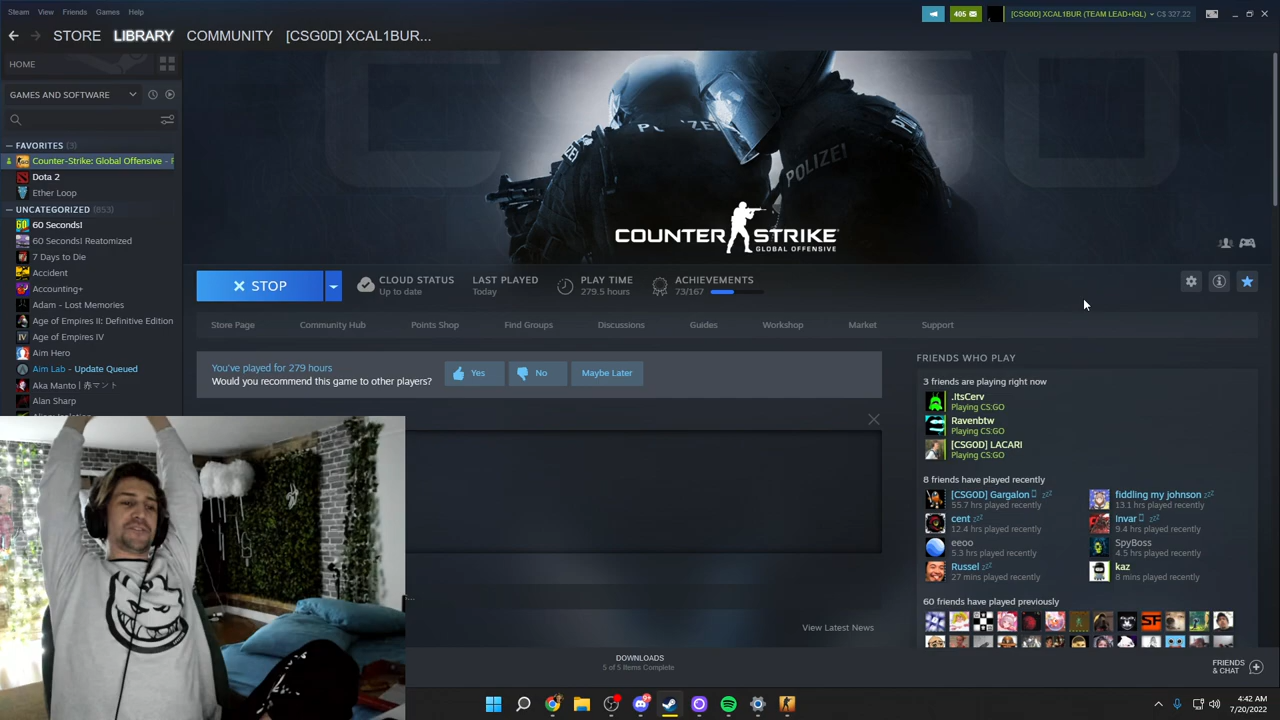 Steam View Friends Games Help
405
[CSG0D] XCAL1BUR (TEAM LEAD+IGL) C$ 327.22
STORE LIBRARY COMMUNITY [CSG0D] XCAL1BUR...
HOME
GAMES AND SOFTWARE
FAVORITES (3)
Counter-Strike: Global Offensive -
Dota 2
Ether Loop
UNCATEGORIZED (853)
60 Seconds!
60 Seconds! Reatomized
7 Days to Die
Accident
Accounting+
Adam - Lost Memories
Age of Empires II: Definitive Edition
Age of Empires IV
Aim Hero
Aim Lab - Update Queued
Aka Manto | 赤マント
Alan Sharp
POLIZEI
POLIZEI
COUNTER STRIKE
GLOBAL OFFENSIVE
STOP
CLOUD STATUS
Up to date
LAST PLAYED
Today
PLAY TIME
279.5 hours
ACHIEVEMENTS
73/167
Store Page Community Hub Points Shop Find Groups Discussions Guides Workshop Market Support
You've played for 279 hours
Would you recommend this game to other players?
Yes No Maybe Later
View Latest News
FRIENDS WHO PLAY
3 friends are playing right now
.ItsCerv
Playing CS:GO
Ravenbtw
Playing CS:GO
[CSG0D] LACARI
Playing CS:GO
8 friends have played recently
[CSG0D] Gargalon
55.7 hrs played recently
fiddling my johnson
13.1 hrs played recently
cent
12.4 hrs played recently
Invar
9.4 hrs played recently
eeoo
5.3 hrs played recently
SpyBoss
4.5 hrs played recently
Russel
27 mins played recently
kaz
8 mins played recently
60 friends have played previously
SF
DOWNLOADS
5 of 5 Items Complete
FRIENDS
& CHAT
4:42 AM
7/20/2022